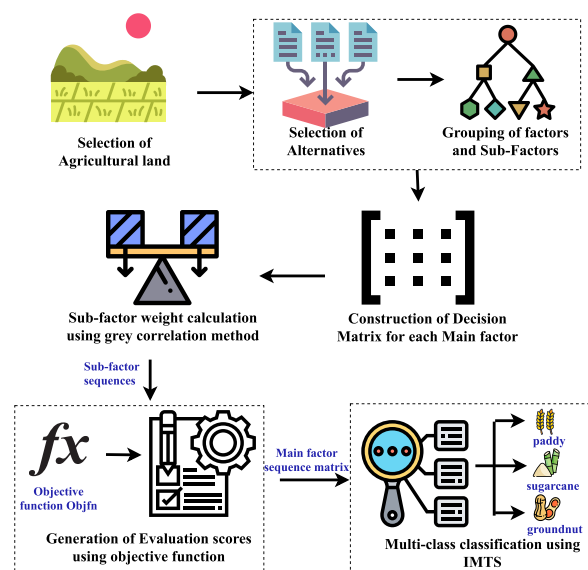 Selection of
Agricultural land
Selection of
Alternatives
Grouping of factors
and Sub-Factors
Sub-factor weight calculation
using grey correlation method
Construction of Decision
Matrix for each Main factor
Sub-factor
sequences
fx
Objective
function Objfn
Generation of Evaluation scores
using objective function
Main factor
sequence matrix
paddy
sugarcane
groundnut
Multi-class classification using
IMTS